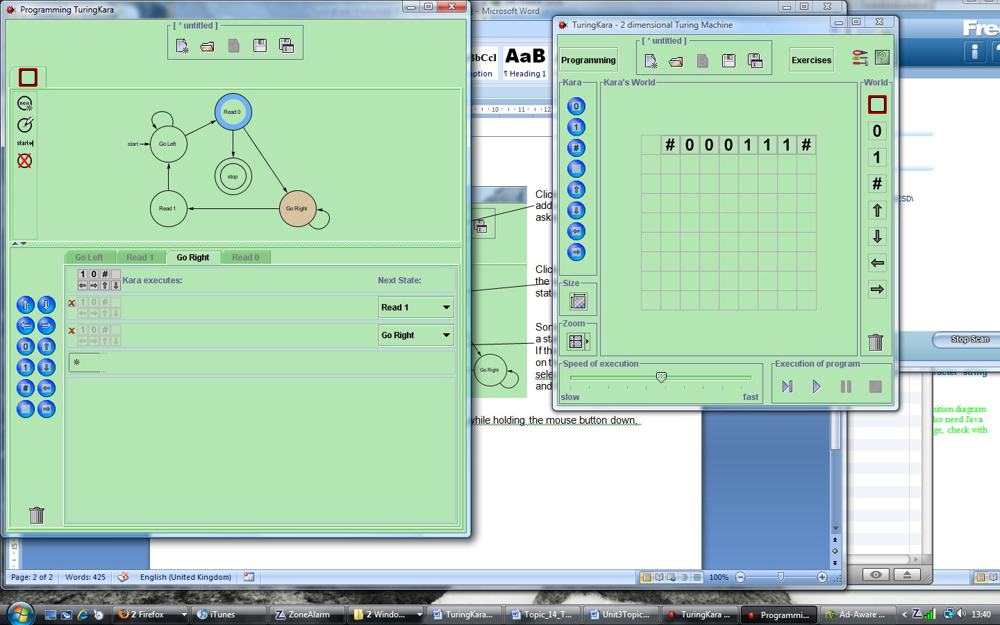 Programming TuringKara
[ * untitled ]
new
start
Read 0
start
Go Left
stop
Read 1
Go Right
Go Left
Read 1
Go Right
Read 0
1 0 #
Kara executes:
Next State:
1 0 #
Read 1
1 0 #
Go Right
0
1
#
- Microsoft Word
AaB
aption
¶ Heading 1
10 11 12
Clic
add
ask
Clic
the
stat
Son
a sta
If th
on t
sele
and
Go Right
while holding the mouse button down.
TuringKara - 2 dimensional Turing Machine
Programming
[ * untitled ]
Exercises
Kara
Kara's World
World
0
1
#
# 0 0 0 1 1 1 #
0
1
#
Size
Zoom
Speed of execution
slow
fast
Execution of program
Fre
ESD\
Stop Scan
racter string
sition diagram
lso need Java
ge, check with
15
Page: 2 of 2
Words: 425
English (United Kingdom)
100%
2 Firefox
iTunes
ZoneAlarm
2 Windo...
TuringKara...
Topic_14_T...
Unit3Topic...
TuringKara ...
Programmi...
Ad-Aware ...
13:40